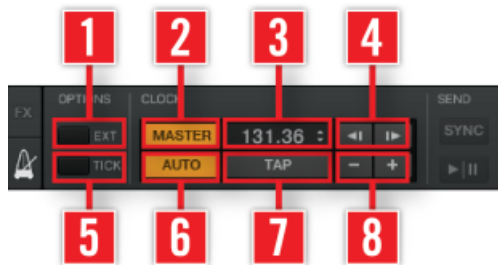 1 2 3 4
OPTIONS CLOCK SEND
FX EXT MASTER 131.36 SYNC
TICK AUTO TAP - +
5 6 7 8